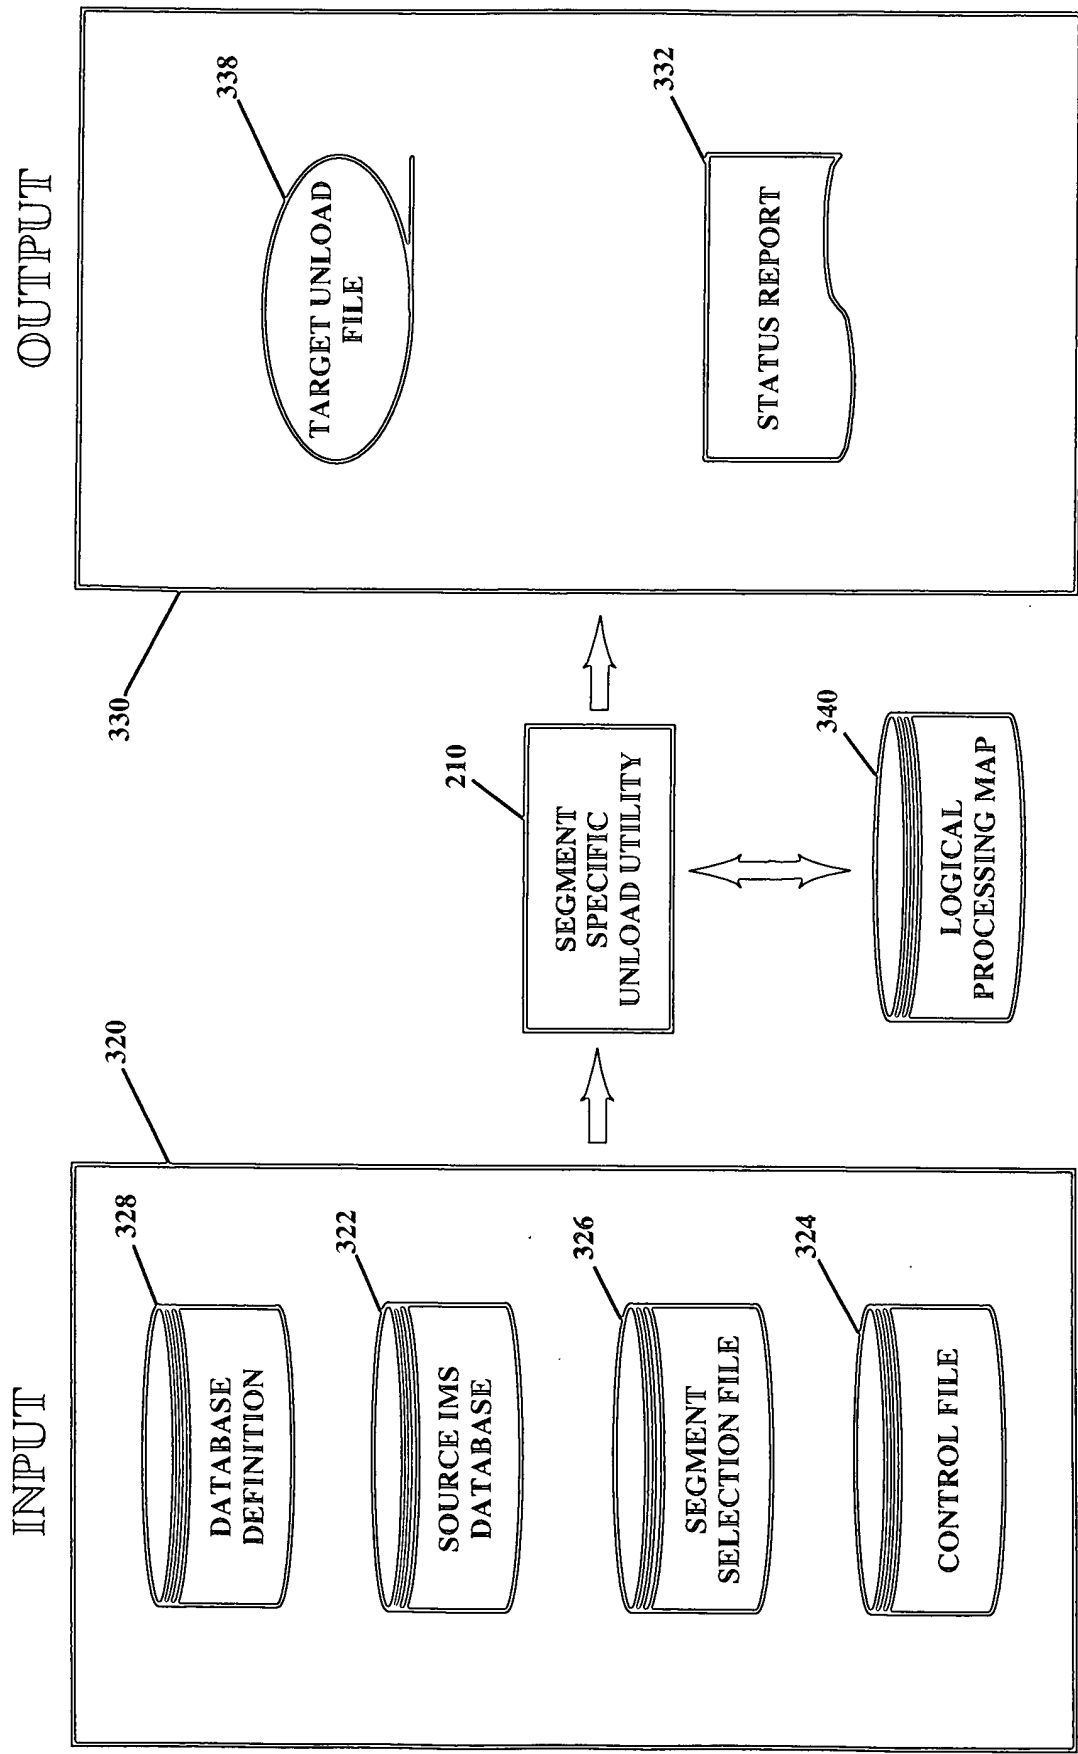 INPUT
OUTPUT
320
328
DATABASE
DEFINITION
322
SOURCE IMS
DATABASE
326
SEGMENT
SELECTION FILE
324
CONTROL FILE
210
SEGMENT
SPECIFIC
UNLOAD UTILITY
340
LOGICAL
PROCESSING MAP
330
338
TARGET UNLOAD
FILE
332
STATUS REPORT